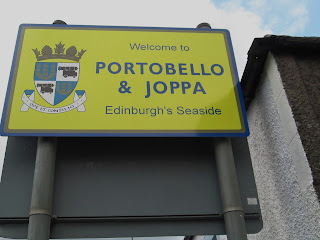 Welcome to
PORTOBELLO
& JOPPA
Edinburgh's Seaside